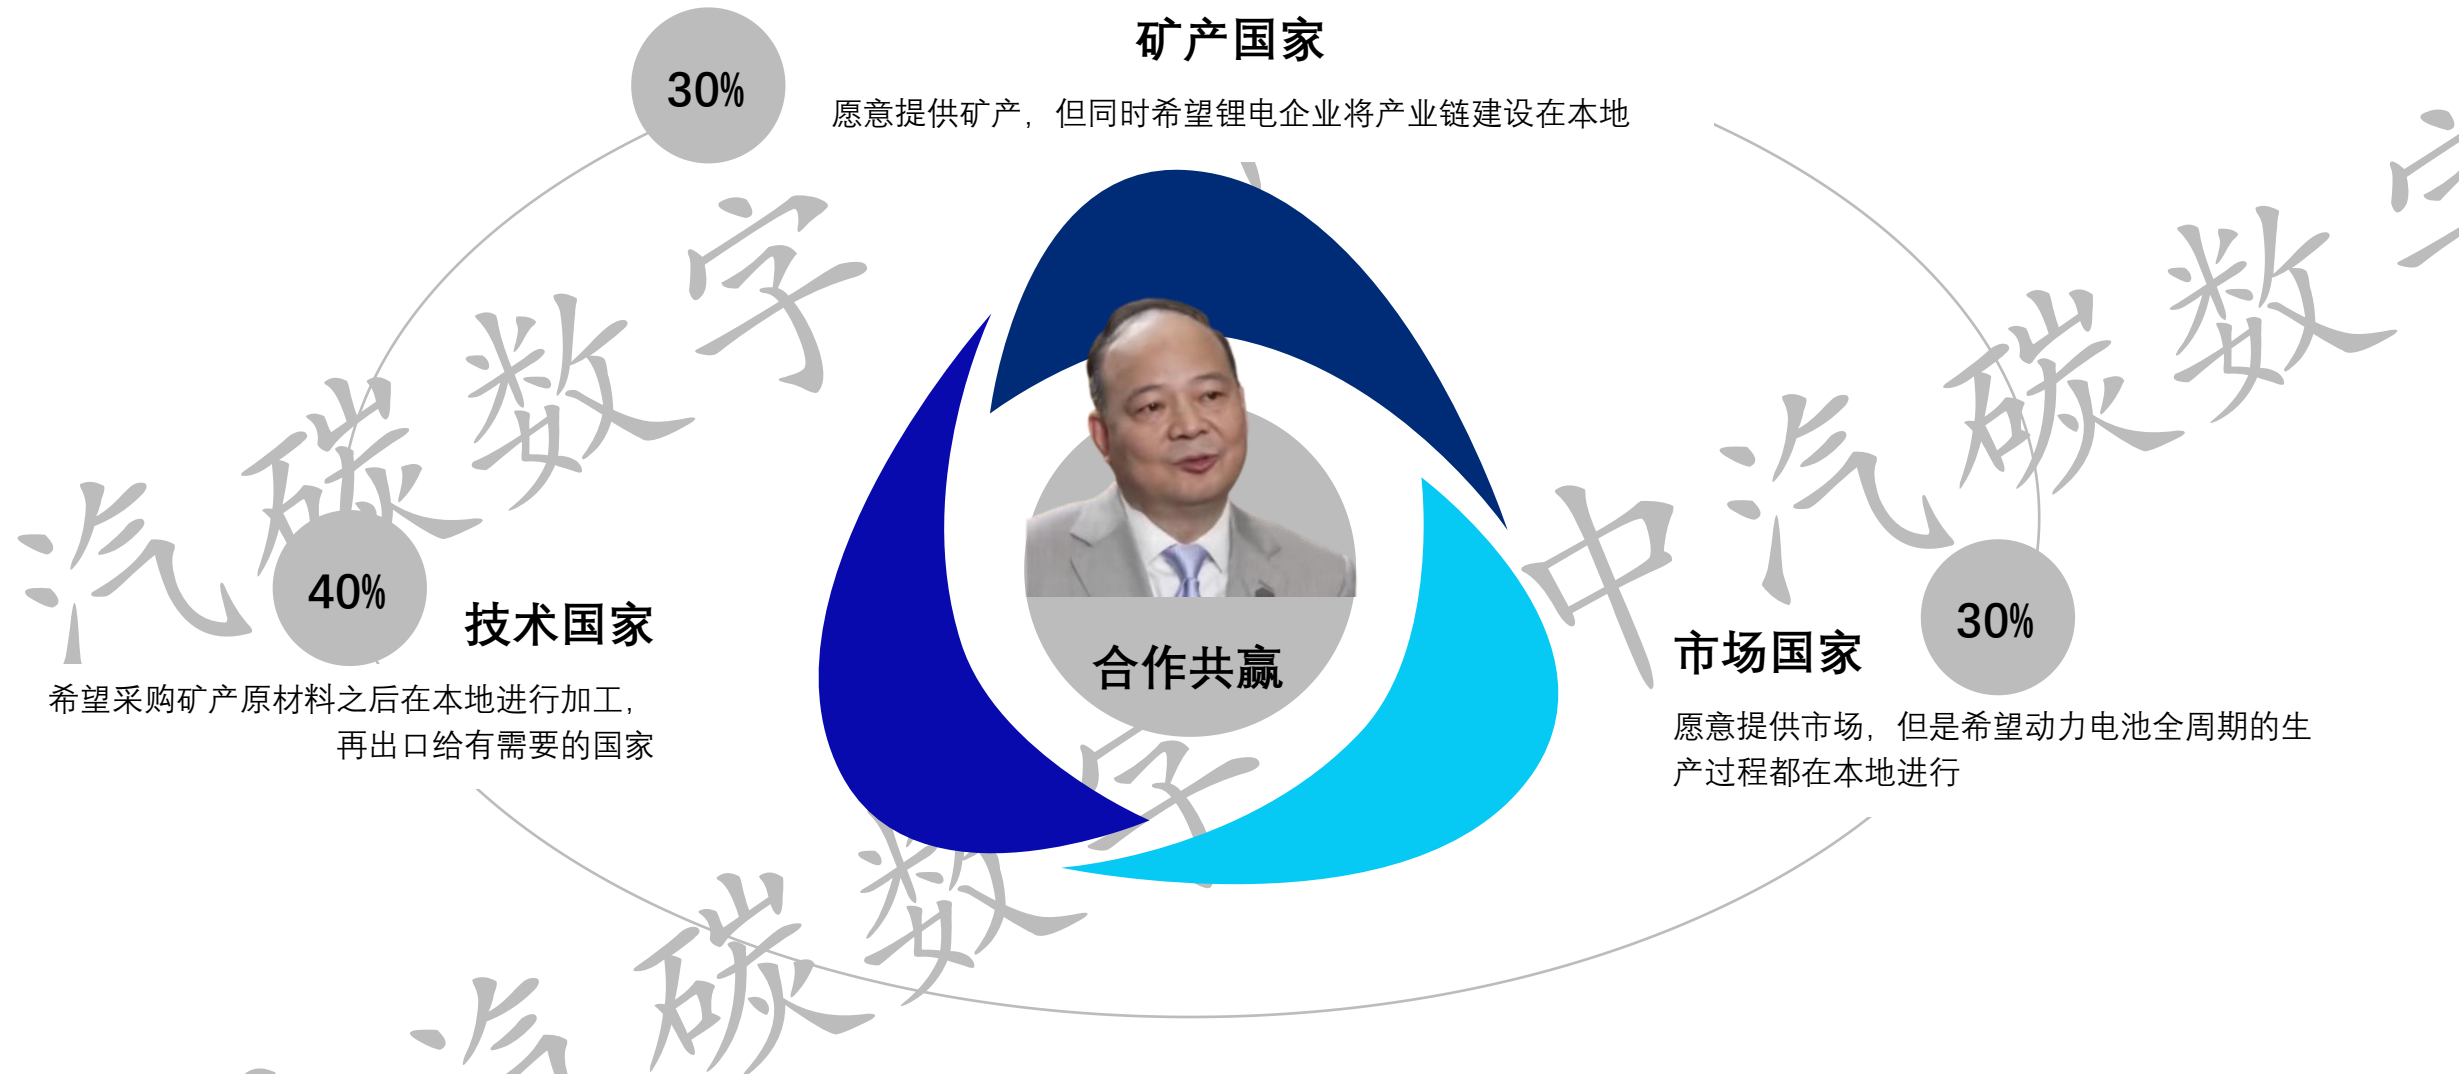 30%
矿产国家
愿意提供矿产，但同时希望锂电企业将产业链建设在本地
汽碳数字
中汽碳数字
40%
技术国家
希望采购矿产原材料之后在本地进行加工，
再出口给有需要的国家
合作共赢
30%
市场国家
愿意提供市场，但是希望动力电池全周期的生
产过程都在本地进行
汽碳数字